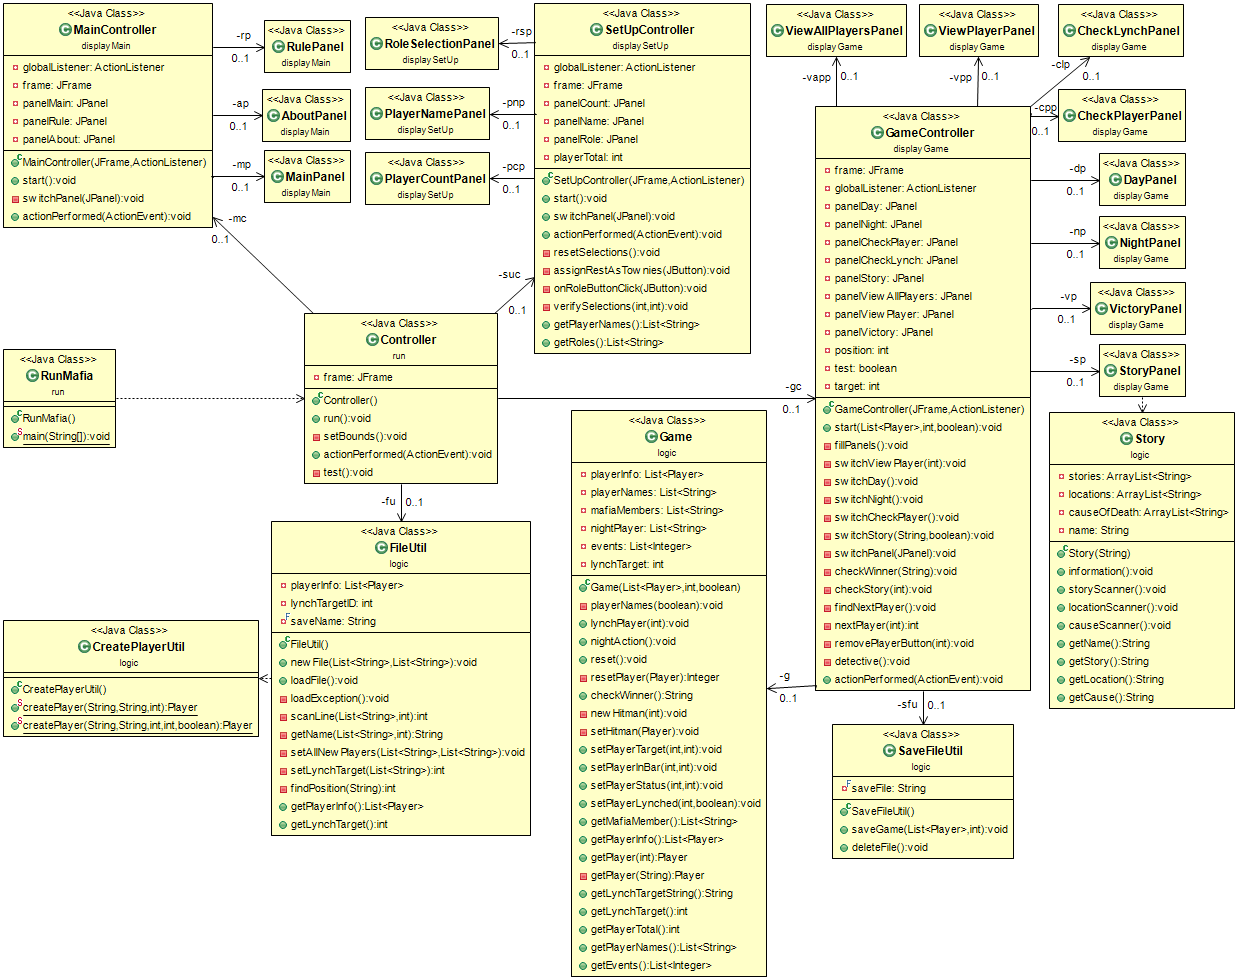 <<Java Class>>
MainController
display Main
globalListener: ActionListener
frame: JFrame
panelMain: JPanel
panelRule: JPanel
panelAbout: JPanel
MainController(JFrame,ActionListener)
start():void
switchPanel(JPanel):void
actionPerformed(ActionEvent):void
-rp
0..1
<<Java Class>>
RulePanel
display Main
-ap
0..1
<<Java Class>>
AboutPanel
display Main
-mp
0..1
<<Java Class>>
MainPanel
display Main
-mc
0..1
<<Java Class>>
RoleSelectionPanel
display SetUp
-rsp
0..1
<<Java Class>>
PlayerNamePanel
display SetUp
-pnp
0..1
<<Java Class>>
PlayerCountPanel
display SetUp
-pcp
0..1
<<Java Class>>
SetUpController
display SetUp
globalListener: ActionListener
frame: JFrame
panelCount: JPanel
panelName: JPanel
panelRole: JPanel
playerTotal: int
SetUpController(JFrame,ActionListener)
start():void
switchPanel(JPanel):void
actionPerformed(ActionEvent):void
resetSelections():void
assignRestAsTownies(JButton):void
onRoleButtonClick(JButton):void
verifySelections(int,int):void
getPlayerNames():List<String>
getRoles():List<String>
-suc
0..1
<<Java Class>>
ViewAllPlayersPanel
display Game
-vapp
0..1
<<Java Class>>
ViewPlayerPanel
display Game
-vpp
0..1
<<Java Class>>
CheckLynchPanel
display Game
-clp
0..1
<<Java Class>>
CheckPlayerPanel
display Game
-cpp
0..1
<<Java Class>>
DayPanel
display Game
-dp
0..1
<<Java Class>>
NightPanel
display Game
-np
0..1
<<Java Class>>
VictoryPanel
display Game
-vp
0..1
<<Java Class>>
StoryPanel
display Game
-sp
0..1
<<Java Class>>
GameController
display Game
frame: JFrame
globalListener: ActionListener
panelDay: JPanel
panelNight: JPanel
panelCheckPlayer: JPanel
panelCheckLynch: JPanel
panelStory: JPanel
panelViewAllPlayers: JPanel
panelViewPlayer: JPanel
panelVictory: JPanel
position: int
test: boolean
target: int
GameController(JFrame,ActionListener)
start(List<Player>,int,boolean):void
fillPanels():void
switchViewPlayer(int):void
switchDay():void
switchNight():void
switchCheckPlayer():void
switchStory(String,boolean):void
switchPanel(JPanel):void
checkWinner(String):void
checkStory(int):void
findNextPlayer():void
nextPlayer(int):int
removePlayerButton(int):void
detective():void
actionPerformed(ActionEvent):void
<<Java Class>>
RunMafia
run
RunMafia()
main(String[]):void
<<Java Class>>
Controller
run
frame: JFrame
Controller()
run():void
setBounds():void
actionPerformed(ActionEvent):void
test():void
-gc
0..1
-fu
0..1
<<Java Class>>
FileUtil
logic
playerInfo: List<Player>
lynchTargetID: int
saveName: String
FileUtil()
newFile(List<String>,List<String>):void
loadFile():void
loadException():void
scanLine(List<String>,int):int
getName(List<String>,int):String
setAllNewPlayers(List<String>,List<String>):void
setLynchTarget(List<String>):int
findPosition(String):int
getPlayerInfo():List<Player>
getLynchTarget():int
<<Java Class>>
CreatePlayerUtil
logic
CreatePlayerUtil()
createPlayer(String,String,int):Player
createPlayer(String,String,int,int,boolean):Player
<<Java Class>>
Game
logic
playerInfo: List<Player>
playerNames: List<String>
mafiaMembers: List<String>
nightPlayer: List<String>
events: List<Integer>
lynchTarget: int
Game(List<Player>,int,boolean)
playerNames(boolean):void
lynchPlayer(int):void
nightAction():void
reset():void
resetPlayer(Player):Integer
checkWinner():String
newHitman(int):void
setHitman(Player):void
setPlayerTarget(int,int):void
setPlayerInBar(int,int):void
setPlayerStatus(int,int):void
setPlayerLynched(int,boolean):void
getMafiaMember():List<String>
getPlayerInfo():List<Player>
getPlayer(int):Player
getPlayer(String):Player
getLynchTargetString():String
getLynchTarget():int
getPlayerTotal():int
getPlayerNames():List<String>
getEvents():List<Integer>
-g
0..1
-sfu
0..1
<<Java Class>>
SaveFileUtil
logic
saveFile: String
SaveFileUtil()
saveGame(List<Player>,int):void
deleteFile():void
<<Java Class>>
Story
logic
stories: ArrayList<String>
locations: ArrayList<String>
causeOfDeath: ArrayList<String>
name: String
Story(String)
information():void
storyScanner():void
locationScanner():void
causeScanner():void
getName():String
getStory():String
getLocation():String
getCause():String